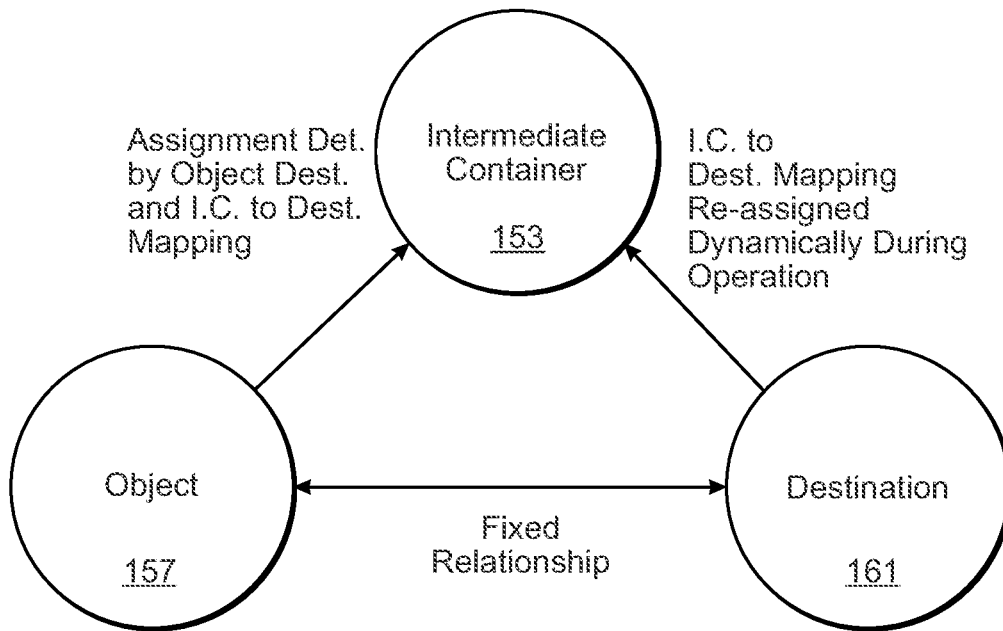 Assignment Det.
by Object Dest.
and I.C. to Dest.
Mapping
Intermediate
Container
153
I.C. to
Dest. Mapping
Re-assigned
Dynamically During
Operation
Object
157
Fixed
Relationship
Destination
161